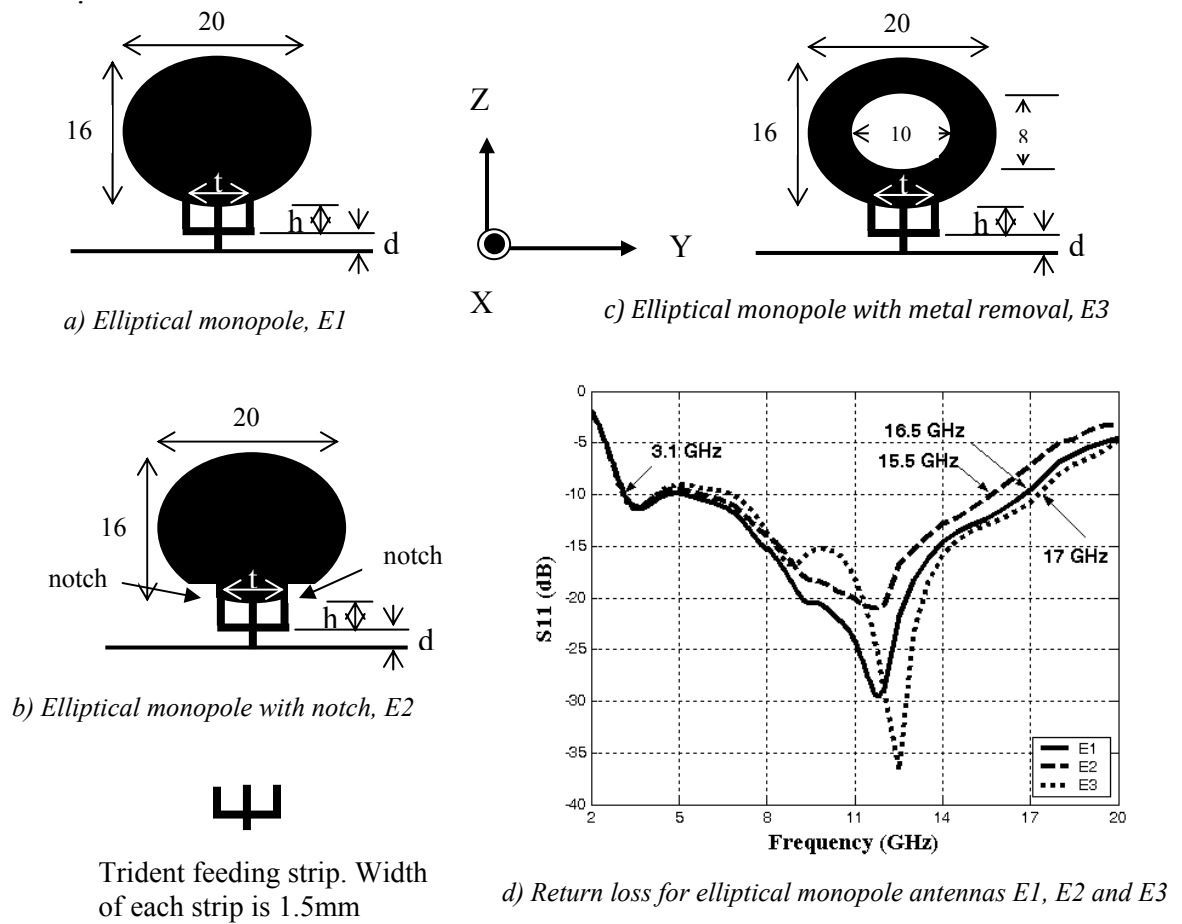 20
16
t
h
d
a) Elliptical monopole, E1
Z
Y
X
20
16
10
8
t
h
d
c) Elliptical monopole with metal removal, E3
20
16
notch
notch
t
h
d
b) Elliptical monopole with notch, E2
Trident feeding strip. Width
of each strip is 1.5mm
0
-5
-10
-15
-20
-25
-30
-35
-40
S11 (dB)
3.1 GHz
16.5 GHz
15.5 GHz
17 GHz
E1
E2
E3
2
5
8
11
14
17
20
Frequency (GHz)
d) Return loss for elliptical monopole antennas E1, E2 and E3